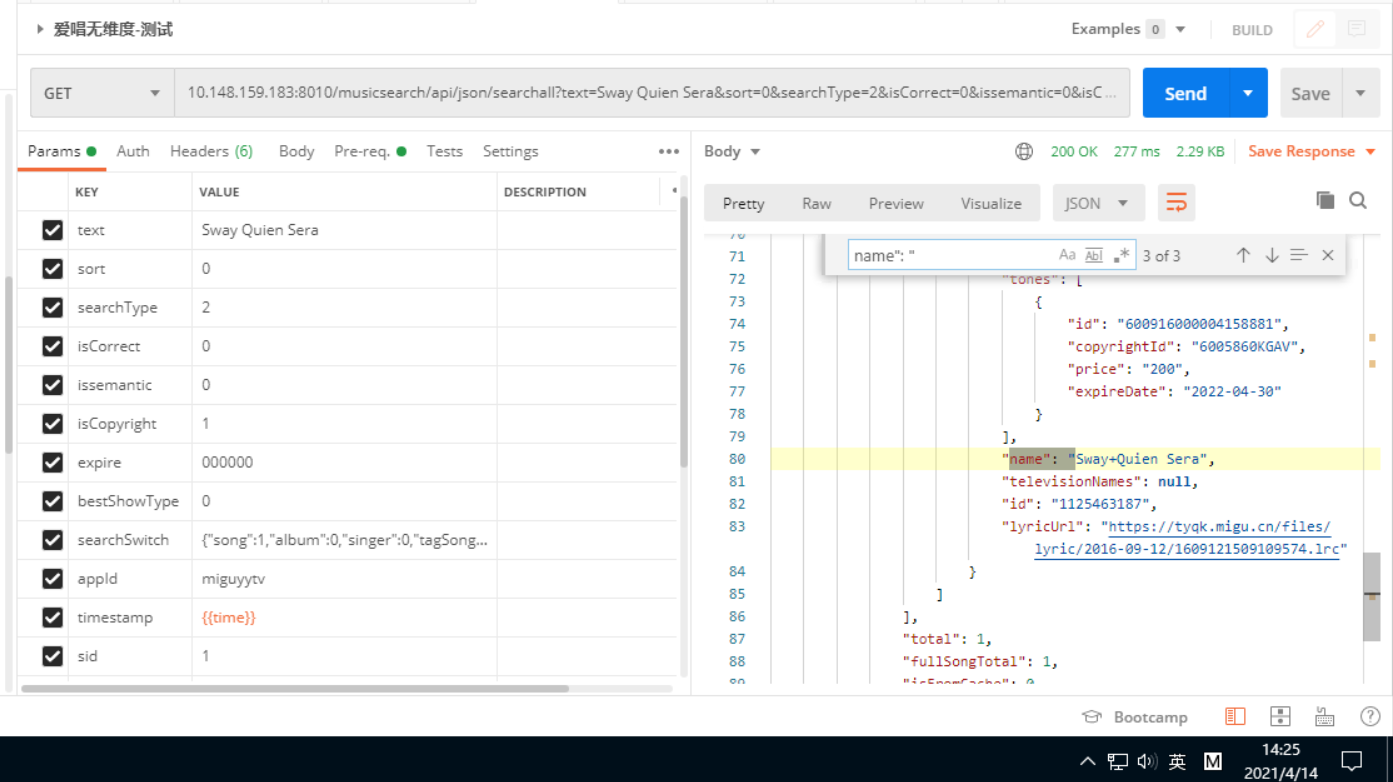 爱唱无维度-测试
Examples 0
BUILD
GET
10.148.159.183:8010/musicsearch/api/json/searchall?text=Sway Quien Sera&sort=0&searchType=2&isCorrect=0&issemantic=0&isC...
Send
Save
Params
Auth
Headers (6)
Body
Pre-req.
Tests
Settings
KEY VALUE DESCRIPTION
text Sway Quien Sera
sort 0
searchType 2
isCorrect 0
issemantic 0
isCopyright 1
expire 000000
bestShowType 0
searchSwitch {"song":1,"album":0,"singer":0,"tagSong...
appId miguyytv
timestamp {{time}}
sid 1
Body
200 OK 277 ms 2.29 KB Save Response
Pretty Raw Preview Visualize JSON
name": " Aa Abl .* 3 of 3
70
71
72 "tones": [
73 {
74 "id": "600916000004158881",
75 "copyrightId": "6005860KGAV",
76 "price": "200",
77 "expireDate": "2022-04-30"
78 }
79 ],
80 "name": "Sway+Quien Sera",
81 "televisionNames": null,
82 "id": "1125463187",
83 "lyricUrl": "https://tyqk.migu.cn/files/
lyric/2016-09-12/1609121509109574.lrc"
84 }
85 ]
86 ],
87 "total": 1,
88 "fullSongTotal": 1,
89 "isFromCache": 0
Bootcamp
英 M
14:25
2021/4/14